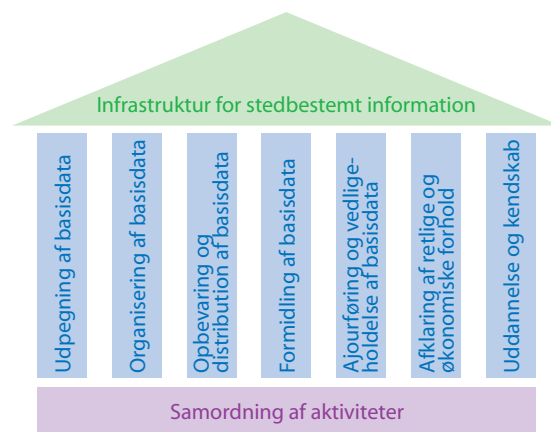 Infrastruktur for stedbestemt information
Udpegning af basisdata
Organisering af basisdata
Opbevaring og
distribution af basisdata
Formidling af basisdata
Ajourføring og vedlige-
holdelse af basisdata
Afklaring af retlige og
økonomiske forhold
Uddannelse og kendskab
Samordning af aktiviteter